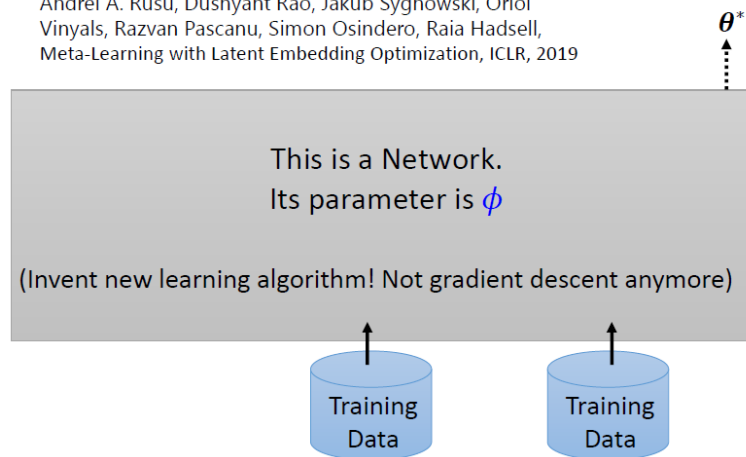 Andrei A. Rusu, Dushyant Rao, Jakub Sygnowski, Oriol
Vinyals, Razvan Pascanu, Simon Osindero, Raia Hadsell,
Meta-Learning with Latent Embedding Optimization, ICLR, 2019
θ*
This is a Network.
Its parameter is ϕ
(Invent new learning algorithm! Not gradient descent anymore)
Training
Data
Training
Data